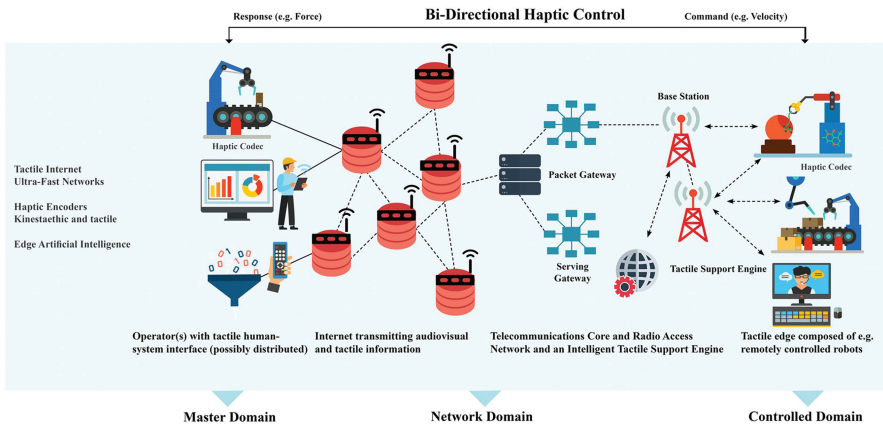 Bi-Directional Haptic Control
Response (e.g. Force)
Command (e.g. Velocity)
Base Station
Haptic Codec
Haptic Codec
Tactile Internet
Ultra-Fast Networks
Packet Gateway
Haptic Encoders
Kinestaethic and tactile
Edge Artificial Intelligence
Serving
Gateway
Tactile Support Engine
Operator(s) with tactile human-
system interface (possibly distributed)
Internet transmitting audiovisual
and tactile information
Telecommunications Core and Radio Access
Network and an Intelligent Tactile Support Engine
Tactile edge composed of e.g.
remotely controlled robots
Master Domain
Network Domain
Controlled Domain